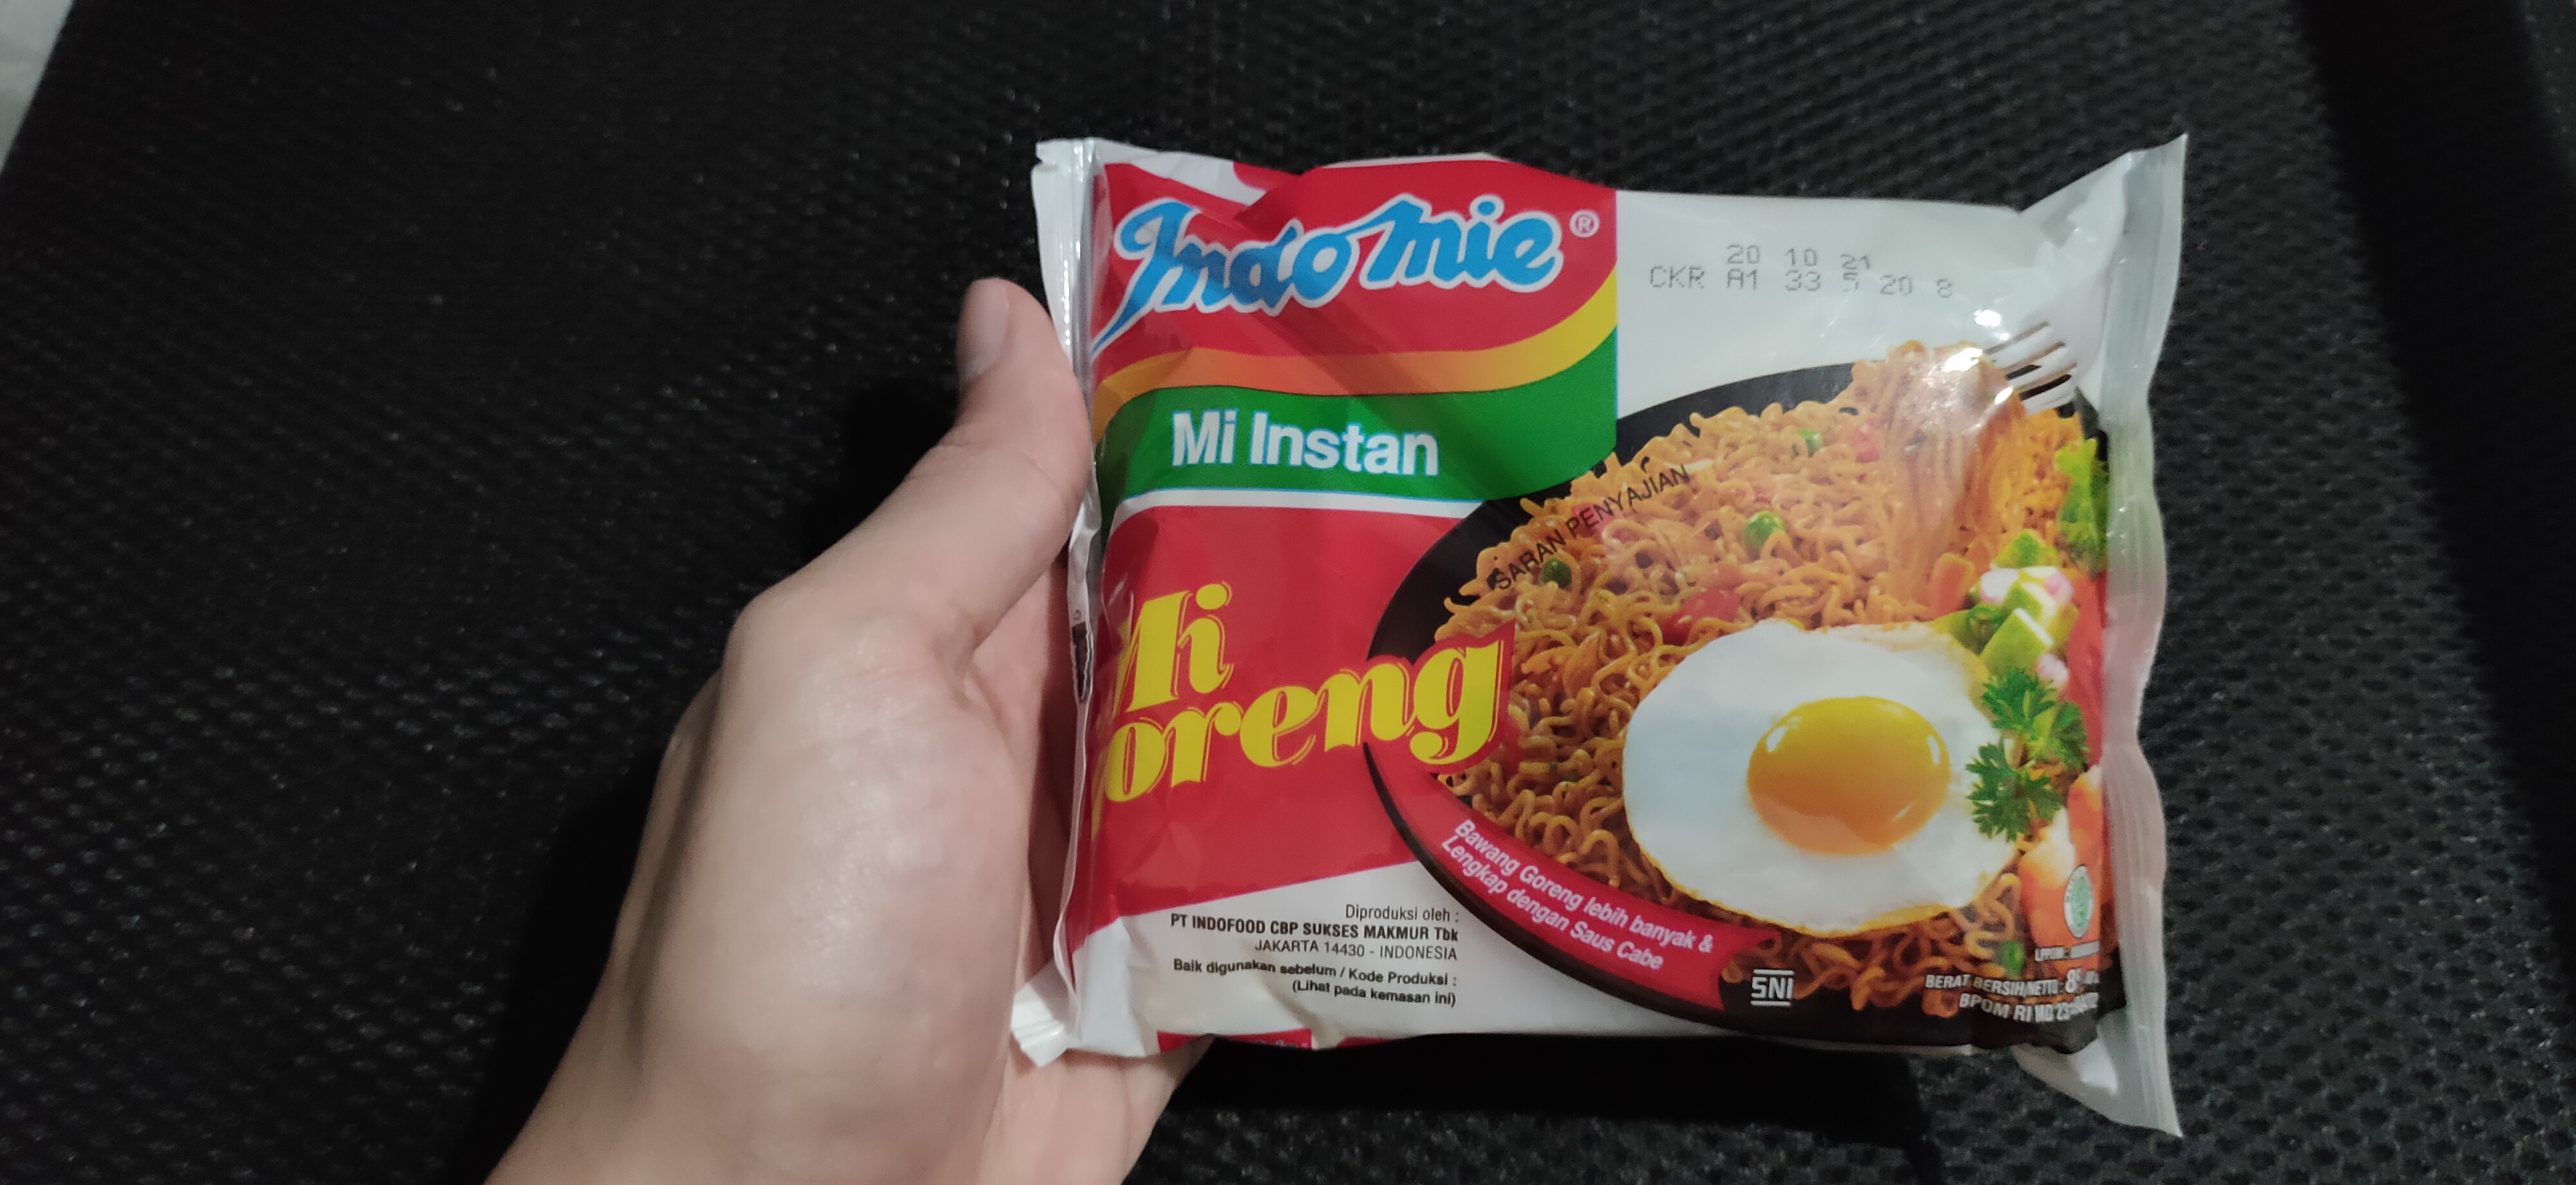 Indomie®
20 10 21
CKR A1 33 5 20 8
Mi Instan
SARAN PENYAJIAN
Mi
goreng
Bawang Goreng lebih banyak &
Lengkap dengan Saus Cabe
Diproduksi oleh :
PT INDOFOOD CBP SUKSES MAKMUR Tbk
JAKARTA 14430 - INDONESIA
Baik digunakan sebelum / Kode Produksi :
(Lihat pada kemasan ini)
SNI
BERAT BERSIH/NETTO :
BPOM RI MD